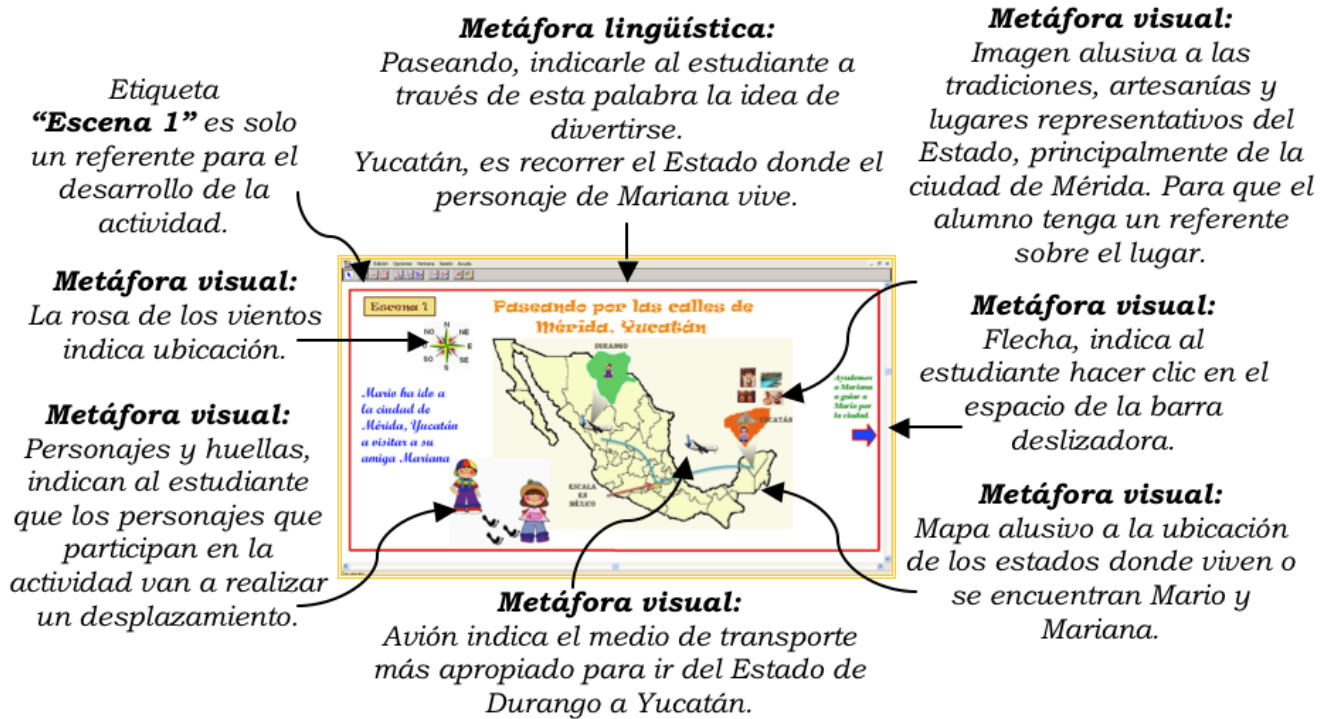 Metáfora lingüística:
Paseando, indicarle al estudiante a
través de esta palabra la idea de
divertirse.
Yucatán, es recorrer el Estado donde el
personaje de Mariana vive.
Metáfora visual:
Imagen alusiva a las
tradiciones, artesanías y
lugares representativos del
Estado, principalmente de la
ciudad de Mérida. Para que el
alumno tenga un referente
sobre el lugar.
Etiqueta
“Escena 1” es solo
un referente para el
desarrollo de la
actividad.
Metáfora visual:
La rosa de los vientos
indica ubicación.
Metáfora visual:
Personajes y huellas,
indican al estudiante
que los personajes que
participan en la
actividad van a realizar
un desplazamiento.
Edición Opciones Ventana Sesión Ayuda
Escena 1
Paseando por las calles de
Mérida, Yucatán
N
NO NE
E
SO SE
S
DURANGO
Mario ha ido a
la ciudad de
Mérida, Yucatán
a visitar a su
amiga Mariana
ESCALA
EN
MÉXICO
YUCATÁN
Ayudemos
a Mariana
a guiar a
Mario por
la ciudad.
Metáfora visual:
Flecha, indica al
estudiante hacer clic en el
espacio de la barra
deslizadora.
Metáfora visual:
Mapa alusivo a la ubicación
de los estados donde viven o
se encuentran Mario y
Mariana.
Metáfora visual:
Avión indica el medio de transporte
más apropiado para ir del Estado de
Durango a Yucatán.